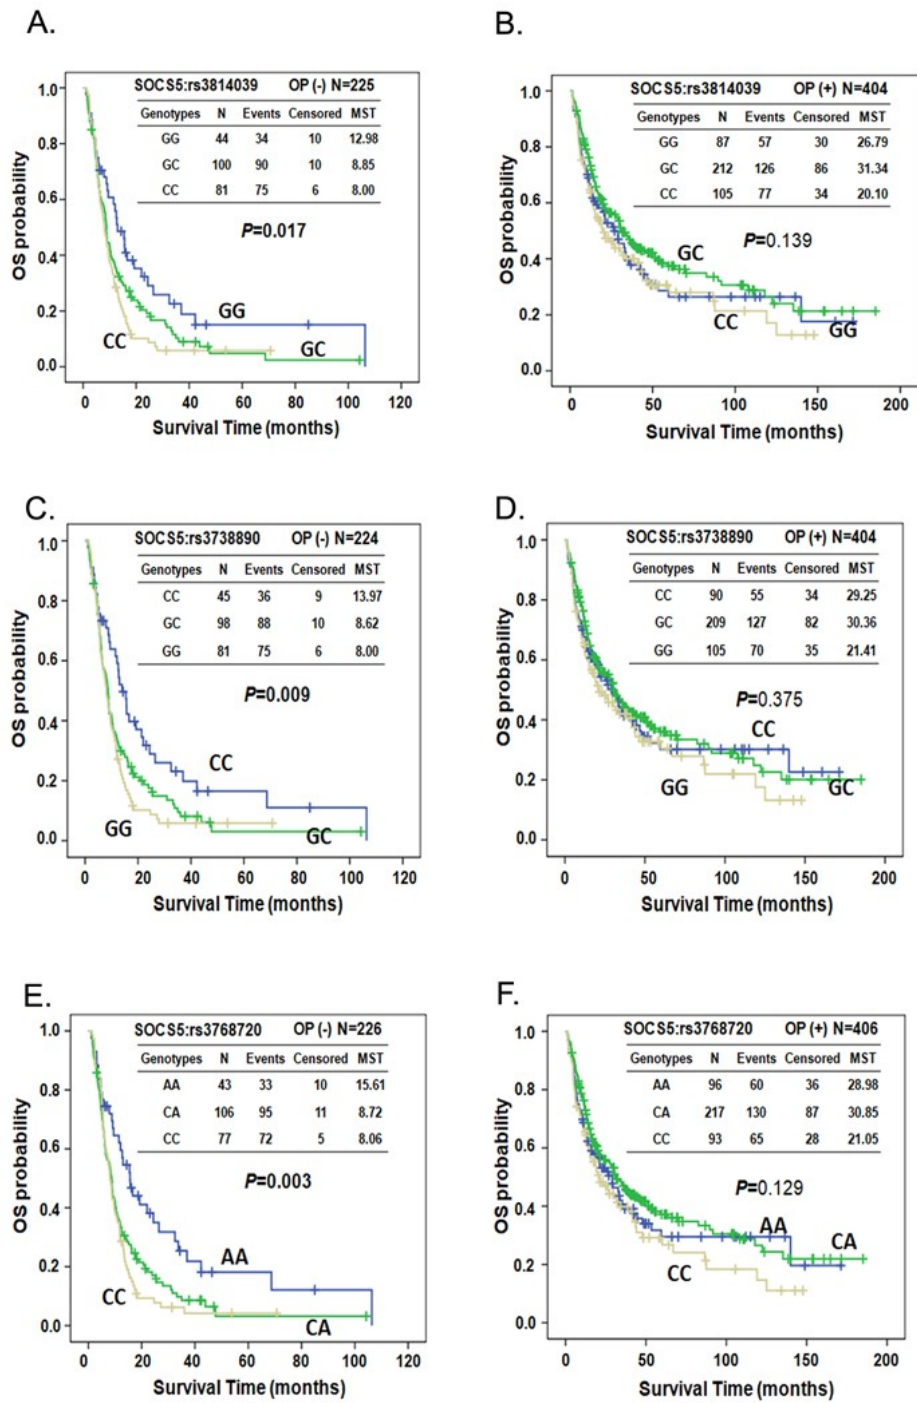 A.
SOCS5:rs3814039 OP (-) N=225
Genotypes N Events Censored MST
GG 44 34 10 12.98
GC 100 90 10 8.85
CC 81 75 6 8.00
P=0.017
GG
CC
GC
1.0
0.8
0.6
0.4
0.2
0.0
OS probability
0 20 40 60 80 100 120
Survival Time (months)
B.
SOCS5:rs3814039 OP (+) N=404
Genotypes N Events Censored MST
GG 87 57 30 26.79
GC 212 126 86 31.34
CC 105 77 34 20.10
P=0.139
GC
CC
GG
1.0
0.8
0.6
0.4
0.2
0.0
OS probability
0 50 100 150 200
Survival Time (months)
C.
SOCS5:rs3738890 OP (-) N=224
Genotypes N Events Censored MST
CC 45 36 9 13.97
GC 98 88 10 8.62
GG 81 75 6 8.00
P=0.009
CC
GG
GC
1.0
0.8
0.6
0.4
0.2
0.0
OS probability
0 20 40 60 80 100 120
Survival Time (months)
D.
SOCS5:rs3738890 OP (+) N=404
Genotypes N Events Censored MST
CC 90 55 34 29.25
GC 209 127 82 30.36
GG 105 70 35 21.41
P=0.375
CC
GG
GC
1.0
0.8
0.6
0.4
0.2
0.0
OS probability
0 50 100 150 200
Survival Time (months)
E.
SOCS5:rs3768720 OP (-) N=226
Genotypes N Events Censored MST
AA 43 33 10 15.61
CA 106 95 11 8.72
CC 77 72 5 8.06
P=0.003
AA
CC
CA
1.0
0.8
0.6
0.4
0.2
0.0
OS probability
0 20 40 60 80 100 120
Survival Time (months)
F.
SOCS5:rs3768720 OP (+) N=406
Genotypes N Events Censored MST
AA 96 60 36 28.98
CA 217 130 87 30.85
CC 93 65 28 21.05
P=0.129
AA
CA
CC
1.0
0.8
0.6
0.4
0.2
0.0
OS probability
0 50 100 150 200
Survival Time (months)